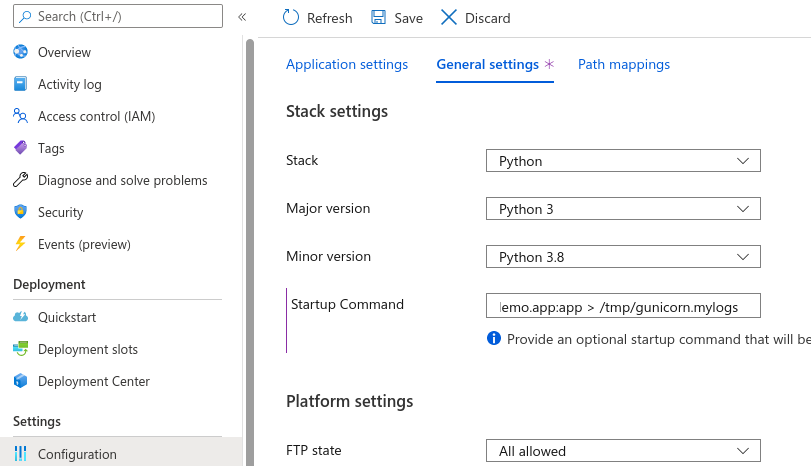 Search (Ctrl+/)
«
Overview
Activity log
Access control (IAM)
Tags
Diagnose and solve problems
Security
Events (preview)
Deployment
Quickstart
Deployment slots
Deployment Center
Settings
Configuration
Refresh
Save
Discard
Application settings
General settings *
Path mappings
Stack settings
Stack
Python
Major version
Python 3
Minor version
Python 3.8
Startup Command
emo.app:app > /tmp/gunicorn.mylogs
Provide an optional startup command that will be
Platform settings
FTP state
All allowed